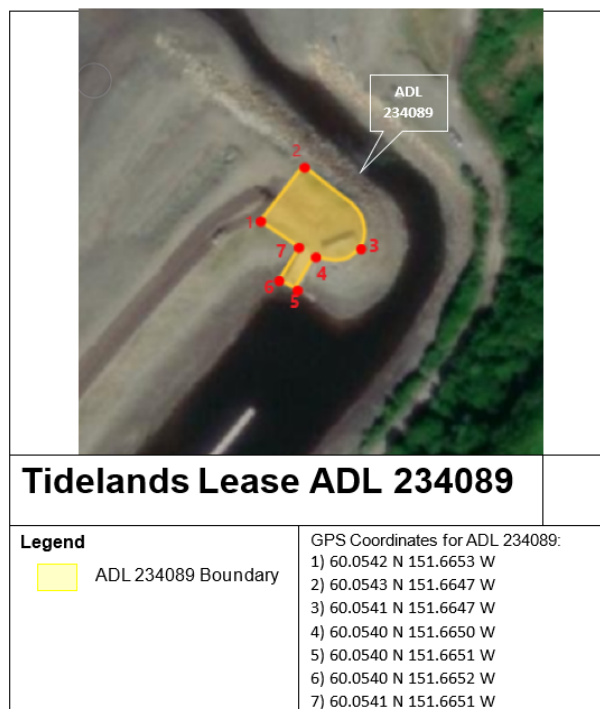 ADL
234089
2
1
3
7
4
6
5
Tidelands Lease ADL 234089
Legend
ADL 234089 Boundary
GPS Coordinates for ADL 234089:
1) 60.0542 N 151.6653 W
2) 60.0543 N 151.6647 W
3) 60.0541 N 151.6647 W
4) 60.0540 N 151.6650 W
5) 60.0540 N 151.6651 W
6) 60.0540 N 151.6652 W
7) 60.0541 N 151.6651 W